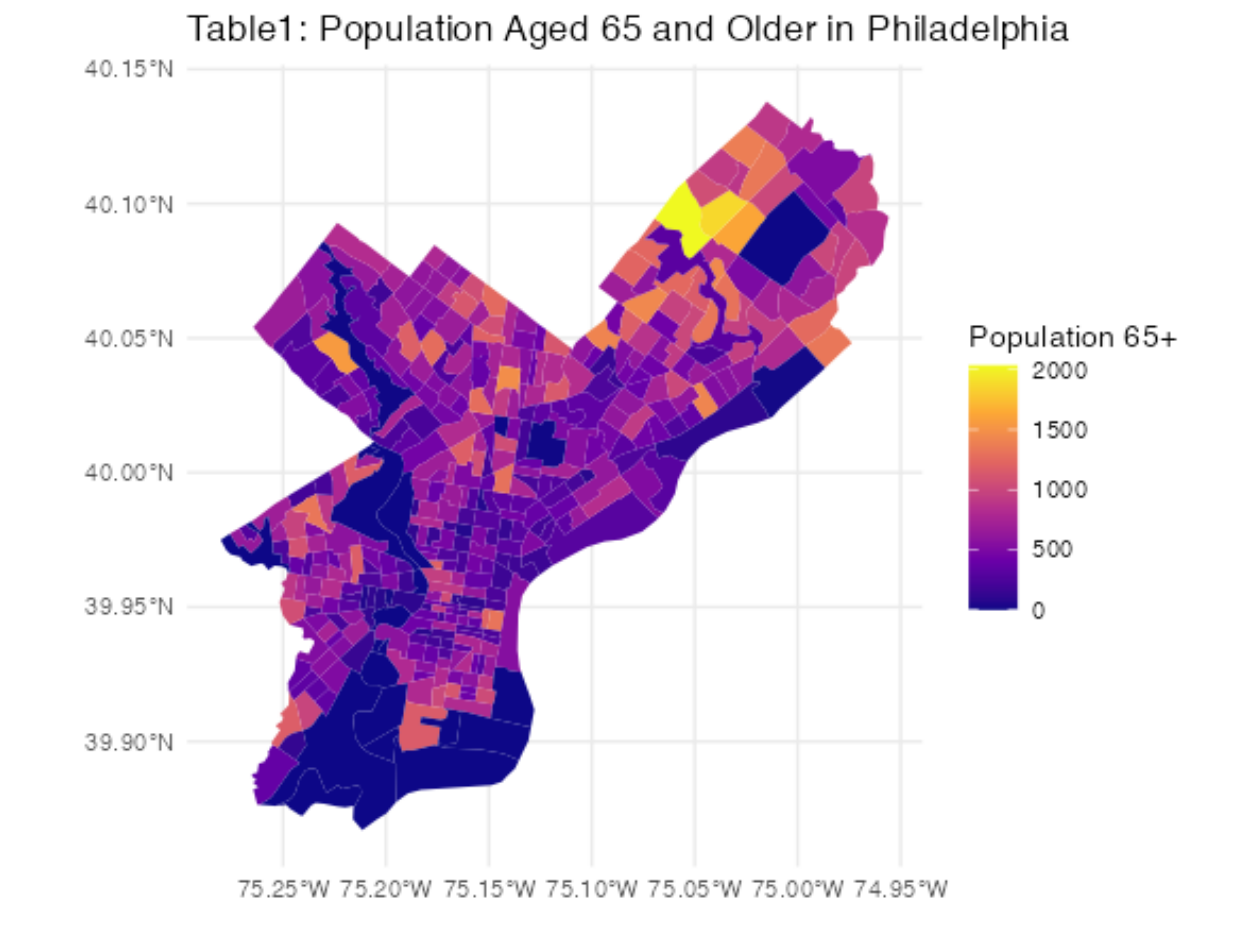 Table1: Population Aged 65 and Older in Philadelphia
40.15°N
40.10°N
40.05°N
40.00°N
39.95°N
39.90°N
75.25°W 75.20°W 75.15°W 75.10°W 75.05°W 75.00°W 74.95°W
Population 65+
2000
1500
1000
500
0